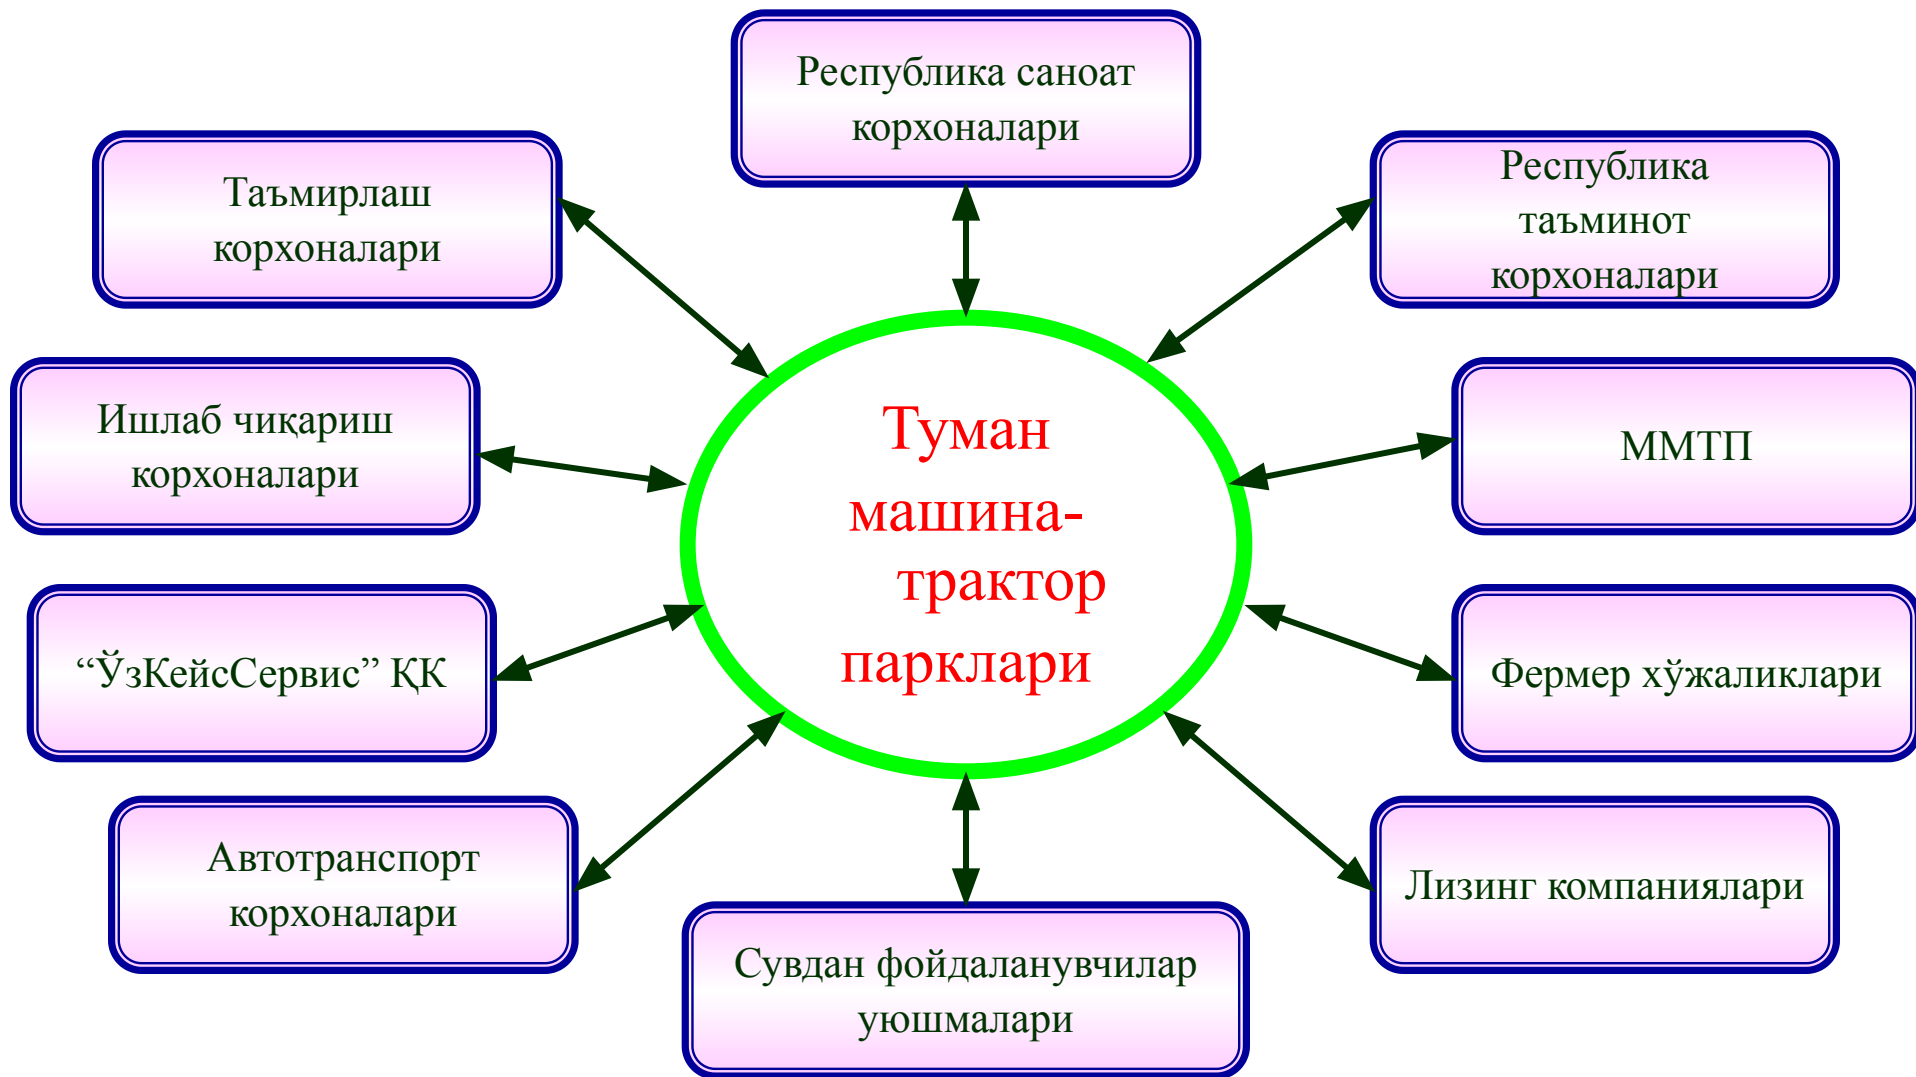 Республика саноат
корхоналари
Таъмирлаш
корхоналари
Республика
таъминот
корхоналари
Ишлаб чиқариш
корхоналари
Туман
машина-
трактор
парклари
ММТП
“ЎзКейсСервис” ҚК
Фермер хўжаликлари
Автотранспорт
корхоналари
Лизинг компаниялари
Сувдан фойдаланувчилар
уюшмалари